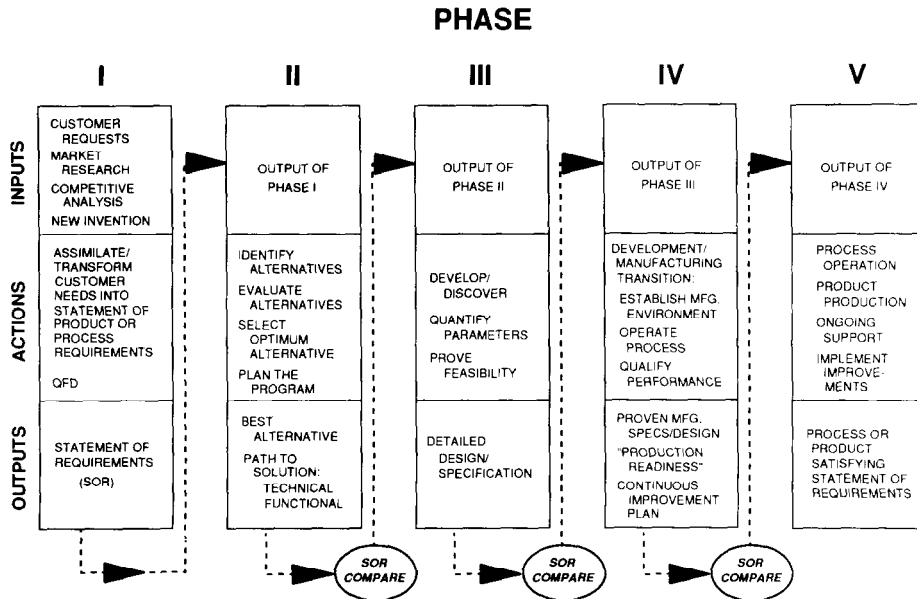 PHASE
I
II
III
IV
V
INPUTS
CUSTOMER
REQUESTS
MARKET
RESEARCH
COMPETITIVE
ANALYSIS
NEW INVENTION
OUTPUT OF
PHASE I
OUTPUT OF
PHASE II
OUTPUT OF
PHASE III
OUTPUT OF
PHASE IV
ACTIONS
ASSIMILATE/
TRANSFORM
CUSTOMER
NEEDS INTO
STATEMENT OF
PRODUCT OR
PROCESS
REQUIREMENTS
QFD
IDENTIFY
ALTERNATIVES
EVALUATE
ALTERNATIVES
SELECT
OPTIMUM
ALTERNATIVE
PLAN THE
PROGRAM
DEVELOP/
DISCOVER
QUANTIFY
PARAMETERS
PROVE
FEASIBILITY
DEVELOPMENT/
MANUFACTURING
TRANSITION:
ESTABLISH MFG.
ENVIRONMENT
OPERATE
PROCESS
QUALIFY
PERFORMANCE
PROCESS
OPERATION
PRODUCT
PRODUCTION
ONGOING
SUPPORT
IMPLEMENT
IMPROVE-
MENTS
OUTPUTS
STATEMENT OF
REQUIREMENTS
(SOR)
BEST
ALTERNATIVE
PATH TO
SOLUTION:
TECHNICAL
FUNCTIONAL
DETAILED
DESIGN/
SPECIFICATION
PROVEN MFG.
SPECS/DESIGN
"PRODUCTION
READINESS"
CONTINUOUS
IMPROVEMENT
PLAN
PROCESS OR
PRODUCT
SATISFYING
STATEMENT OF
REQUIREMENTS
SOR
COMPARE
SOR
COMPARE
SOR
COMPARE